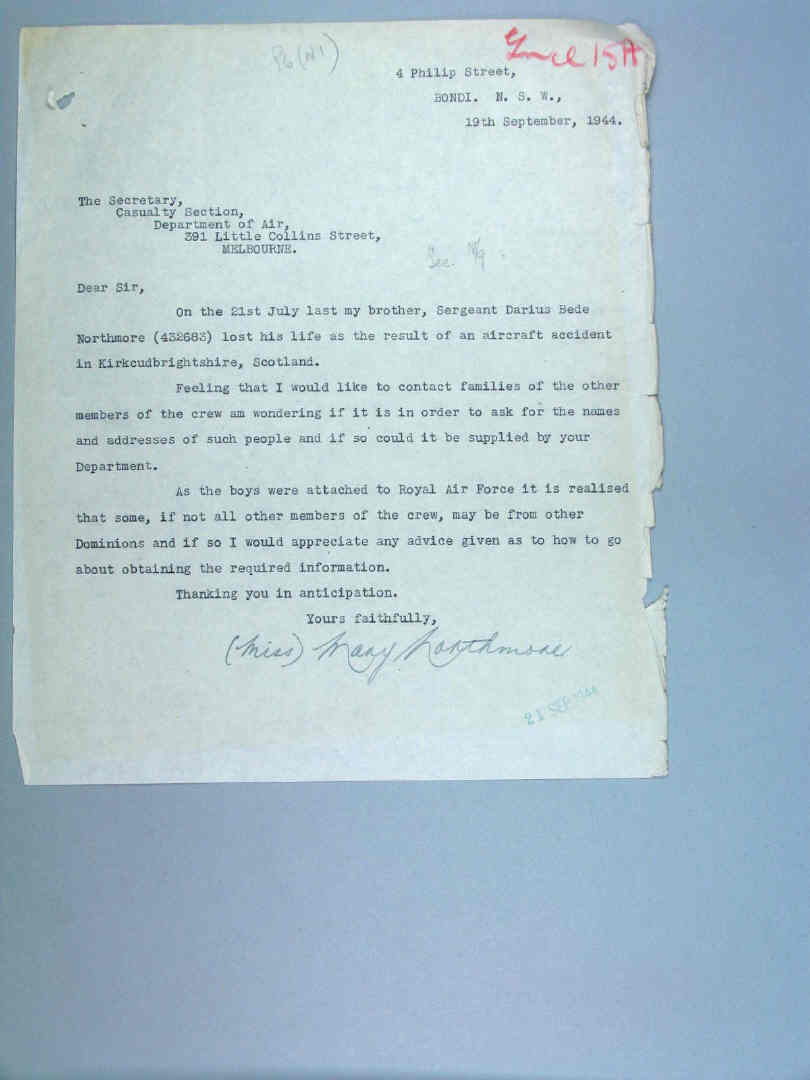 Encl 15A
4 Philip Street,
BONDI. N. S. W.,
19th September, 1944.
The Secretary,
Casualty Section,
Department of Air,
391 Little Collins Street,
MELBOURNE.
Dear Sir,
On the 21st July last my brother, Sergeant Darius Bede
Northmore (432683) lost his life as the result of an aircraft accident
in Kirkcudbrightshire, Scotland.
Feeling that I would like to contact families of the other
members of the crew am wondering if it is in order to ask for the names
and addresses of such people and if so could it be supplied by your
Department.
As the boys were attached to Royal Air Force it is realised
that some, if not all other members of the crew, may be from other
Dominions and if so I would appreciate any advice given as to how to go
about obtaining the required information.
Thanking you in anticipation.
Yours faithfully,
(Miss) Mary Northmore
21 SEP 1944